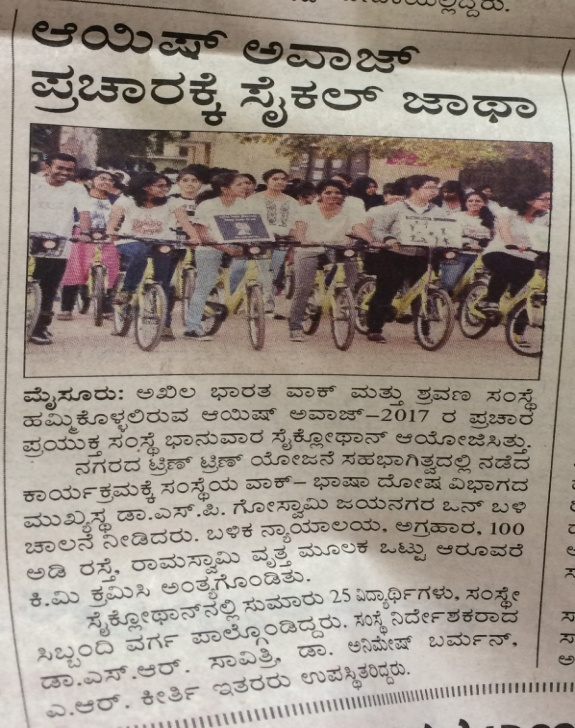 ಆಯಿಷ್ ಅವಾಜ್
ಪ್ರಚಾರಕ್ಕೆ ಸೈಕಲ್ ಜಾಥಾ
ಮೈಸೂರು: ಅಖಿಲ ಭಾರತ ವಾಕ್ ಮತ್ತು ಶ್ರವಣ ಸಂಸ್ಥೆ
ಹಮ್ಮಿಕೊಳ್ಳಲಿರುವ ಆಯಿಷ್ ಅವಾಜ್–2017 ರ ಪ್ರಚಾರ
ಪ್ರಯುಕ್ತ ಸಂಸ್ಥೆ ಭಾನುವಾರ ಸೈಕ್ಲೋಥಾನ್ ಆಯೋಜಿಸಿತ್ತು.
ನಗರದ ಟ್ರಿಣ್ ಟ್ರಿಣ್ ಯೋಜನೆ ಸಹಭಾಗಿತ್ವದಲ್ಲಿ ನಡೆದ
ಕಾರ್ಯಕ್ರಮಕ್ಕೆ ಸಂಸ್ಥೆಯ ವಾಕ್– ಭಾಷಾ ದೋಷ ವಿಭಾಗದ
ಮುಖ್ಯಸ್ಥ ಡಾ.ಎಸ್.ಪಿ. ಗೋಸ್ವಾಮಿ ಜಯನಗರ ಒನ್ ಬಳಿ
ಚಾಲನೆ ನೀಡಿದರು. ಬಳಿಕ ನ್ಯಾಯಾಲಯ, ಅಗ್ರಹಾರ, 100
ಅಡಿ ರಸ್ತೆ, ರಾಮಸ್ವಾಮಿ ವೃತ್ತ ಮೂಲಕ ಒಟ್ಟು ಆರೂವರೆ
ಕಿ.ಮಿ ಕ್ರಮಿಸಿ ಅಂತ್ಯಗೊಂಡಿತು.
ಸೈಕ್ಲೋಥಾನ್‌ನಲ್ಲಿ ಸುಮಾರು 25 ವಿದ್ಯಾರ್ಥಿಗಳು, ಸಂಸ್ಥೇ
ಸಿಬ್ಬಂದಿ ವರ್ಗ ಪಾಲ್ಗೊಂಡಿದ್ದರು. ಸಂಸ್ಥೆ ನಿರ್ದೇಶಕರಾದ
ಡಾ.ಎಸ್.ಆರ್. ಸಾವಿತ್ರಿ, ಡಾ. ಅನಿಮೇಷ್ ಬರ್ಮನ್,
ಎ.ಆರ್. ಕೀರ್ತಿ ಇತರರು ಉಪಸ್ಥಿತರಿದ್ದರು.